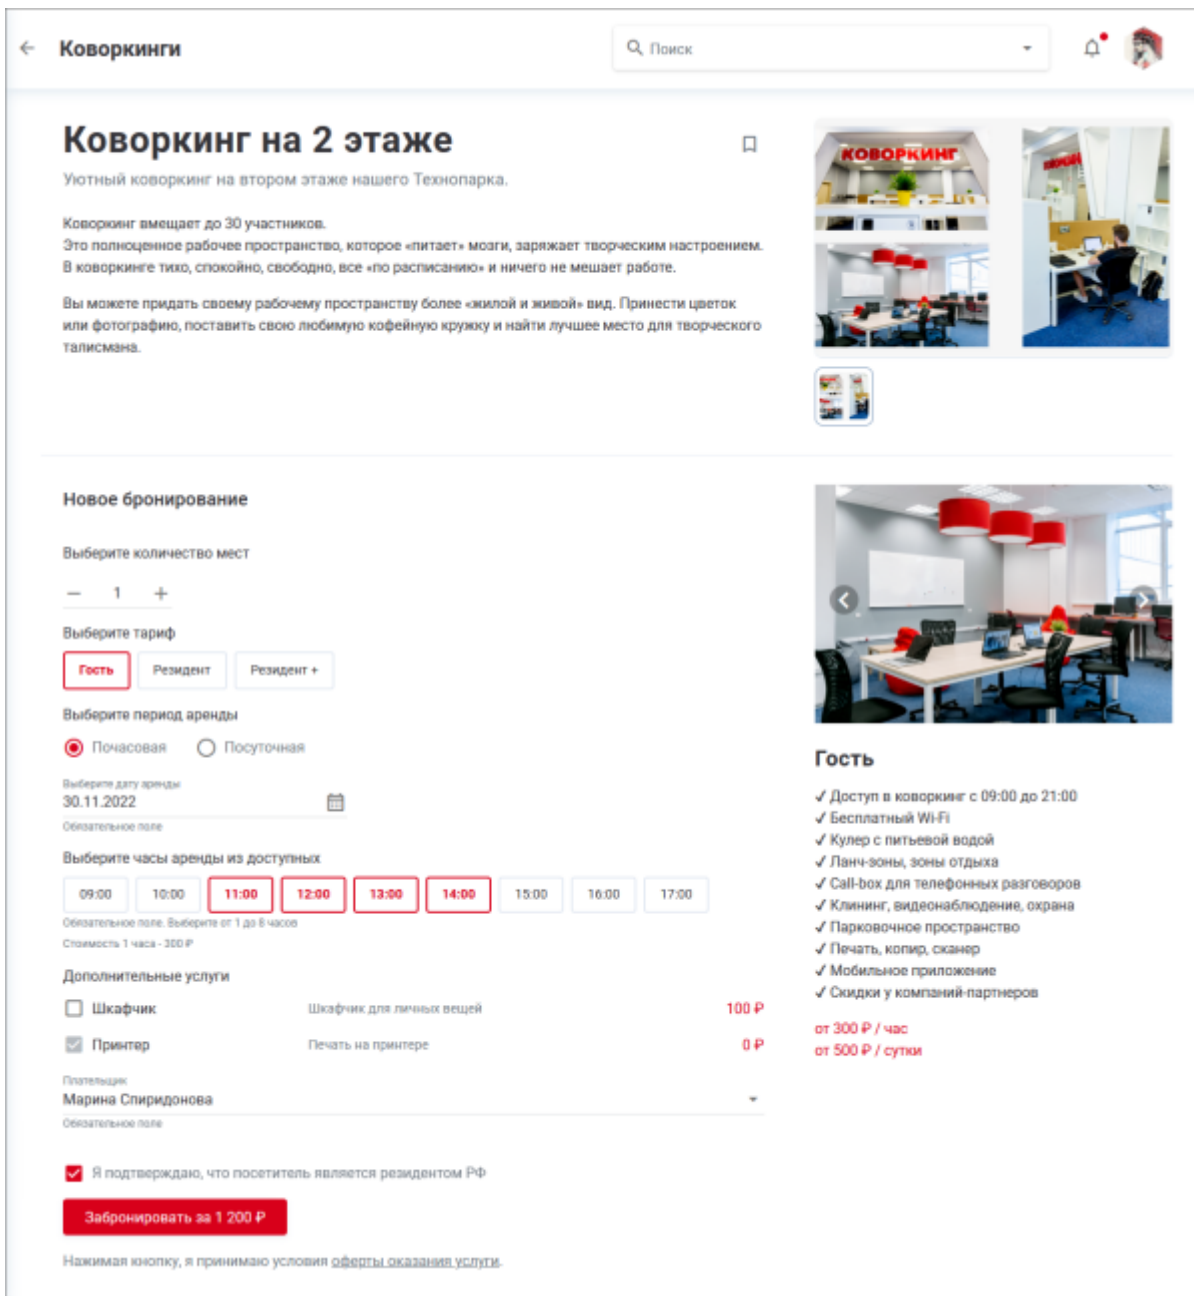 Коворкинги
Поиск
Коворкинг на 2 этаже
Уютный коворкинг на втором этаже нашего Технопарка.
Коворкинг вмещает до 30 участников.
Это полноценное рабочее пространство, которое «питает» мозги, заряжает творческим настроением.
В коворкинге тихо, спокойно, свободно, все «по расписанию» и ничего не мешает работе.
Вы можете придать своему рабочему пространству более «жилой и живой» вид. Принести цветок
или фотографию, поставить свою любимую кофейную кружку и найти лучшее место для творческого
талисмана.
КОВОРКИНГ
Новое бронирование
Выберите количество мест
— 1 +
Выберите тариф
Гость Резидент Резидент +
Выберите период аренды
Почасовая Посуточная
Выберите дату аренды
30.11.2022
Обязательное поле
Выберите часы аренды из доступных
09:00 10:00 11:00 12:00 13:00 14:00 15:00 16:00 17:00
Обязательное поле. Выберите от 1 до 8 часов
Стоимость 1 часа - 300 ₽
Дополнительные услуги
Шкафчик Шкафчик для личных вещей 100 ₽
Принтер Печать на принтере 0 ₽
Плательщик
Марина Спиридонова
Обязательное поле
Я подтверждаю, что посетитель является резидентом РФ
Забронировать за 1 200 ₽
Нажимая кнопку, я принимаю условия оферты оказания услуги.
Гость
✓ Доступ в коворкинг с 09:00 до 21:00
✓ Бесплатный Wi-Fi
✓ Кулер с питьевой водой
✓ Ланч-зоны, зоны отдыха
✓ Call-box для телефонных разговоров
✓ Клининг, видеонаблюдение, охрана
✓ Парковочное пространство
✓ Печать, копир, сканер
✓ Мобильное приложение
✓ Скидки у компаний-партнеров
от 300 ₽ / час
от 500 ₽ / сутки